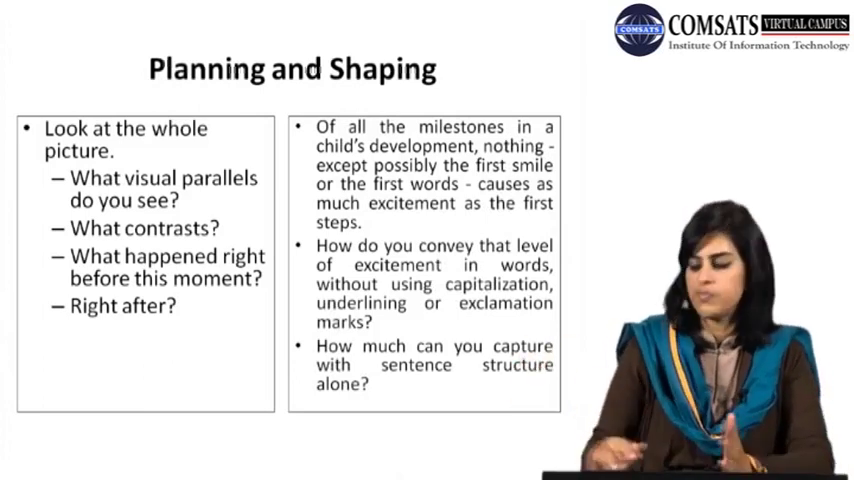 COMSATS
COMSATS VIRTUAL CAMPUS
Institute Of Information Technology
Planning and Shaping
• Look at the whole
picture.
– What visual parallels
do you see?
– What contrasts?
– What happened right
before this moment?
– Right after?
• Of all the milestones in a
child's development, nothing -
except possibly the first smile
or the first words - causes as
much excitement as the first
steps.
• How do you convey that level
of excitement in words,
without using capitalization,
underlining or exclamation
marks?
• How much can you capture
with sentence structure
alone?